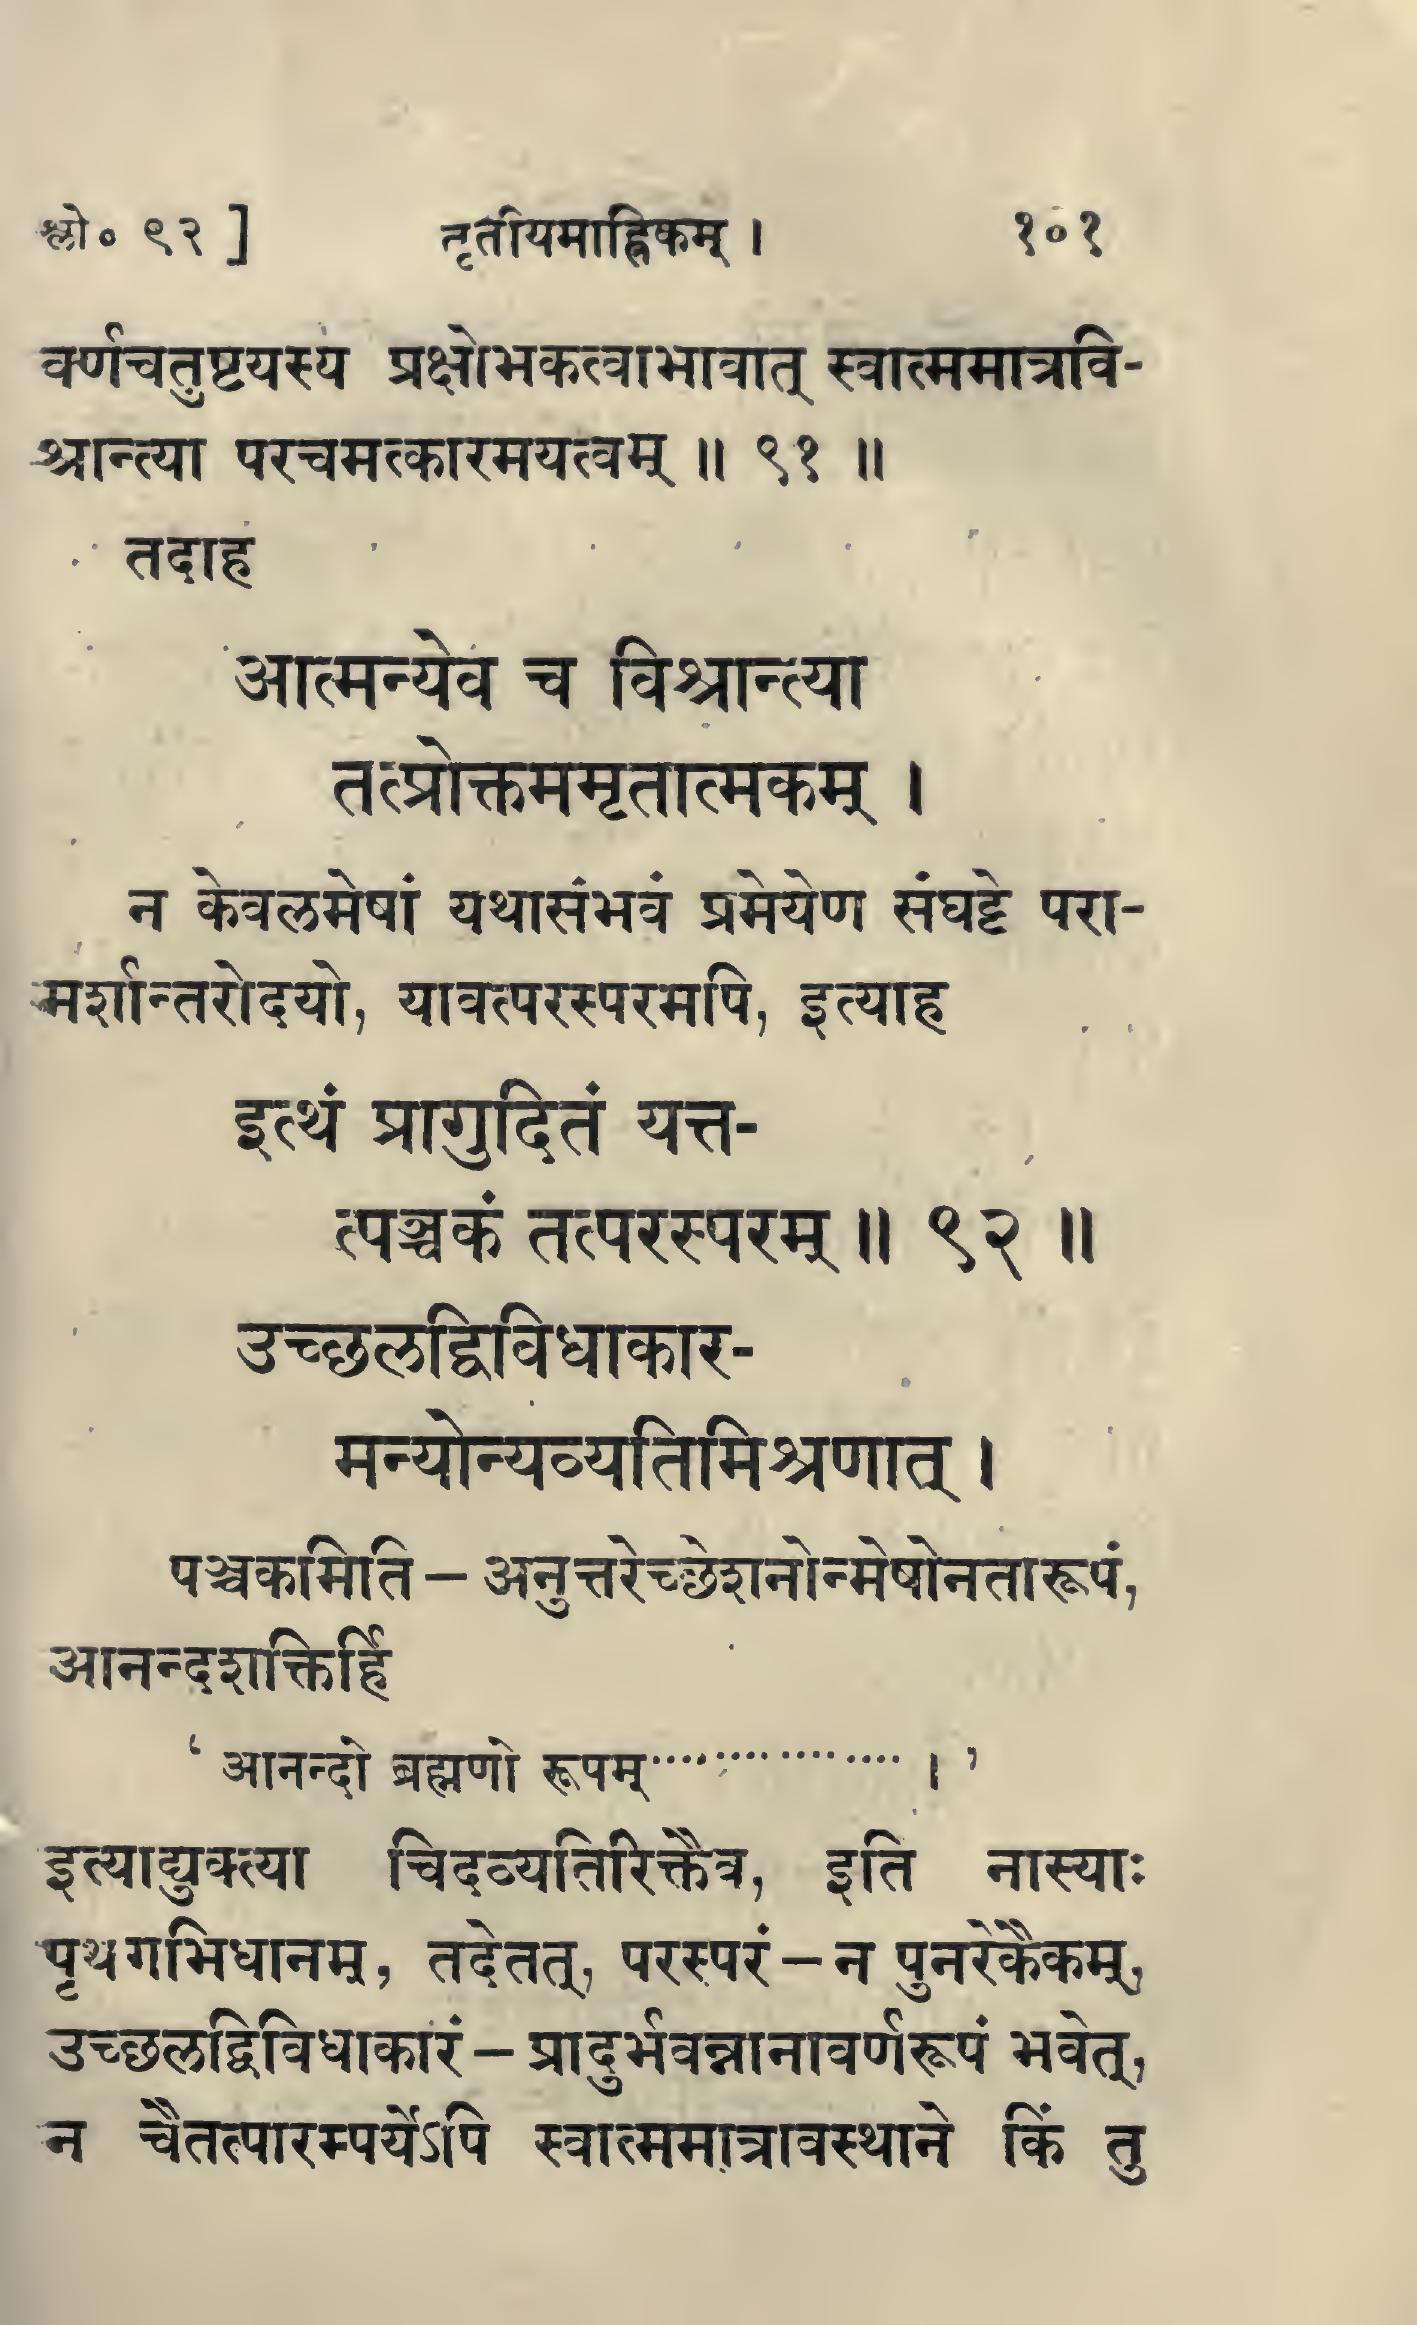 श्लो० ९२ ] तृतीयमाह्निकम् । १०१
वर्णचतुष्टयस्य प्रक्षोभकत्वाभावात् स्वात्ममात्रवि-
श्रान्त्या परचमत्कारमयत्वम् ॥ ९१ ॥
तदाह
आत्मन्येव च विश्रान्त्या
तत्प्रोक्तममृतात्मकम् ।
न केवलमेषां यथासंभवं प्रमेयेण संघट्टे परा-
मर्शान्तरोदयो, यावत्परस्परमपि, इत्याह
इत्थं प्रागुदितं यत्त-
त्पञ्चकं तत्परस्परम् ॥ ९२ ॥
उच्छलद्विविधाकार-
मन्योन्यव्यतिमिश्रणात् ।
पञ्चकमिति – अनुत्तरेच्छेशनोन्मेषोनतारूपं,
आनन्दशक्तिर्हि
‘ आनन्दो ब्रह्मणो रूपम्.................. । ’
इत्याद्युक्त्या चिदव्यतिरिक्तैव, इति नास्याः
पृथगभिधानम्, तदेतत्, परस्परं – न पुनरेकैकम्,
उच्छलद्विविधाकारं – प्रादुर्भवन्नानावर्णरूपं भवेत्,
न चैतत्पारम्पर्येऽपि स्वात्ममात्रावस्थाने किं तु